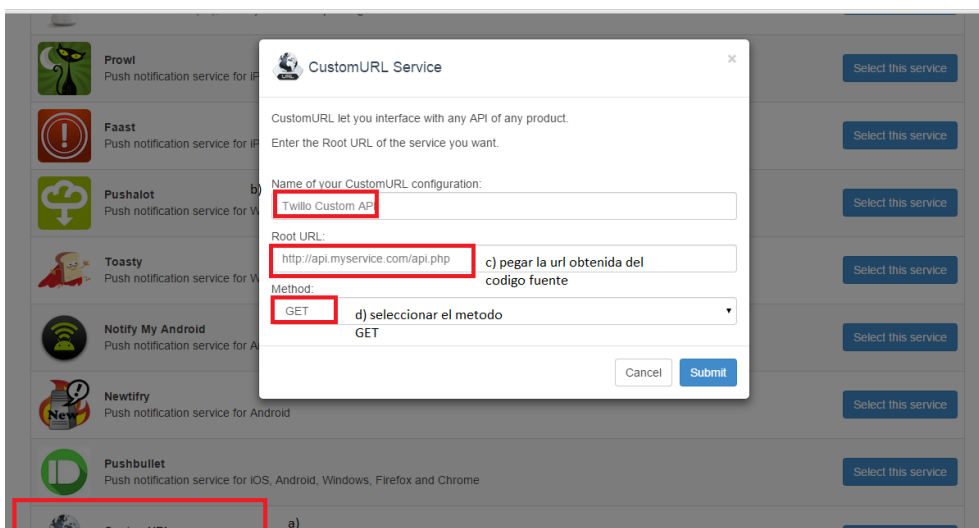 Prowl
Push notification service for iP
Select this service
Faast
Push notification service for iP
Select this service
Pushalot
Push notification service for W
Select this service
Toasty
Push notification service for W
Select this service
Notify My Android
Push notification service for A
Select this service
New
Newtifry
Push notification service for Android
Select this service
Pushbullet
Push notification service for iOS, Android, Windows, Firefox and Chrome
Select this service
a)
URL
CustomURL Service
×
CustomURL let you interface with any API of any product.
Enter the Root URL of the service you want.
b)
Name of your CustomURL configuration:
Twillo Custom API
Root URL:
http://api.myservice.com/api.php
c) pegar la url obtenida del
codigo fuente
Method:
GET
d) seleccionar el metodo
GET
Cancel
Submit